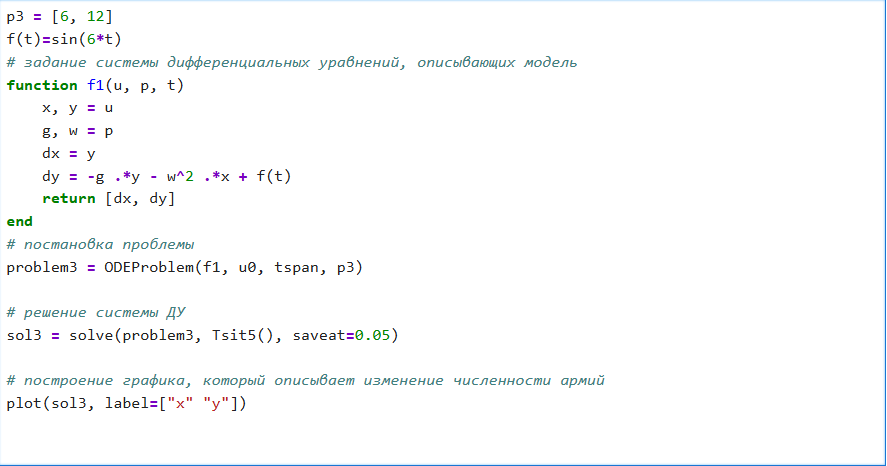 p3 = [6, 12]
f(t)=sin(6*t)
# задание системы дифференциальных уравнений, описывающих модель
function f1(u, p, t)
    x, y = u
    g, w = p
    dx = y
    dy = -g .*y - w^2 .*x + f(t)
    return [dx, dy]
end
# постановка проблемы
problem3 = ODEProblem(f1, u0, tspan, p3)

# решение системы ДУ
sol3 = solve(problem3, Tsit5(), saveat=0.05)

# построение графика, который описывает изменение численности армий
plot(sol3, label=["x" "y"])